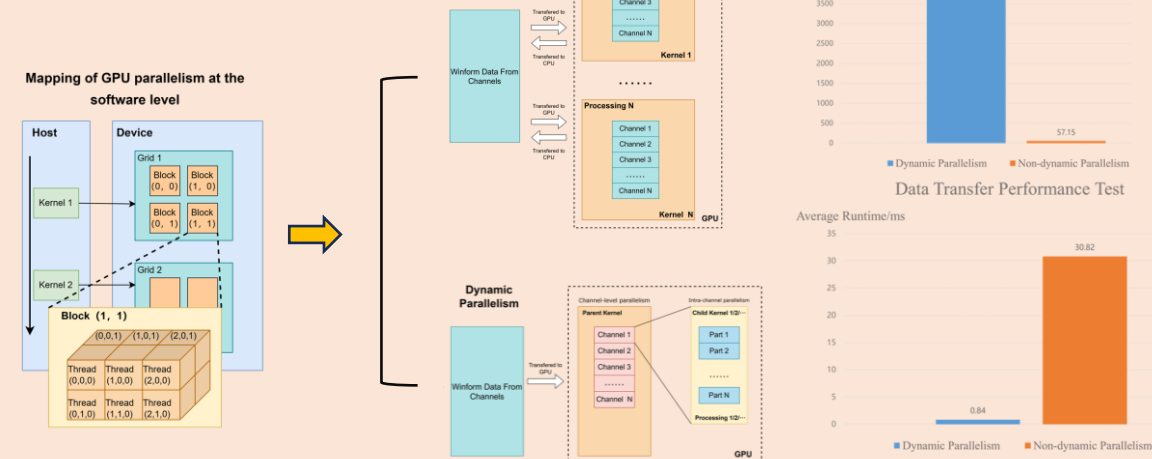 Mapping of GPU parallelism at the
software level
Host
Device
Grid 1
Block
(0, 0)
Block
(1, 0)
Block
(0, 1)
Block
(1, 1)
Kernel 1
Grid 2
Kernel 2
Block (1, 1)
(0,0,1)
(1,0,1)
(2,0,1)
Thread
(0,0,0)
Thread
(1,0,0)
Thread
(2,0,0)
Thread
(0,1,0)
Thread
(1,1,0)
Thread
(2,1,0)
Winform Data From
Channels
Transfered to
GPU
Transfered to
CPU
Channel 3
......
Channel N
Kernel 1
......
Transfered to
GPU
Transfered to
CPU
Processing N
Channel 1
Channel 2
Channel 3
......
Channel N
Kernel N
GPU
Dynamic
Parallelism
Winform Data From
Channels
Transfered to
GPU
Channel-level parallelism
Parent Kernel
Channel 1
Channel 2
Channel 3
......
Channel N
Intra-channel parallelism
Child Kernel 1/2/···
Part 1
Part 2
......
Part N
Processing 1/2/···
GPU
3500
3000
2500
2000
1500
1000
500
0
57.15
Dynamic Parallelism
Non-dynamic Parallelism
Data Transfer Performance Test
Average Runtime/ms
35
30
25
20
15
10
5
0
0.84
30.82
Dynamic Parallelism
Non-dynamic Parallelism